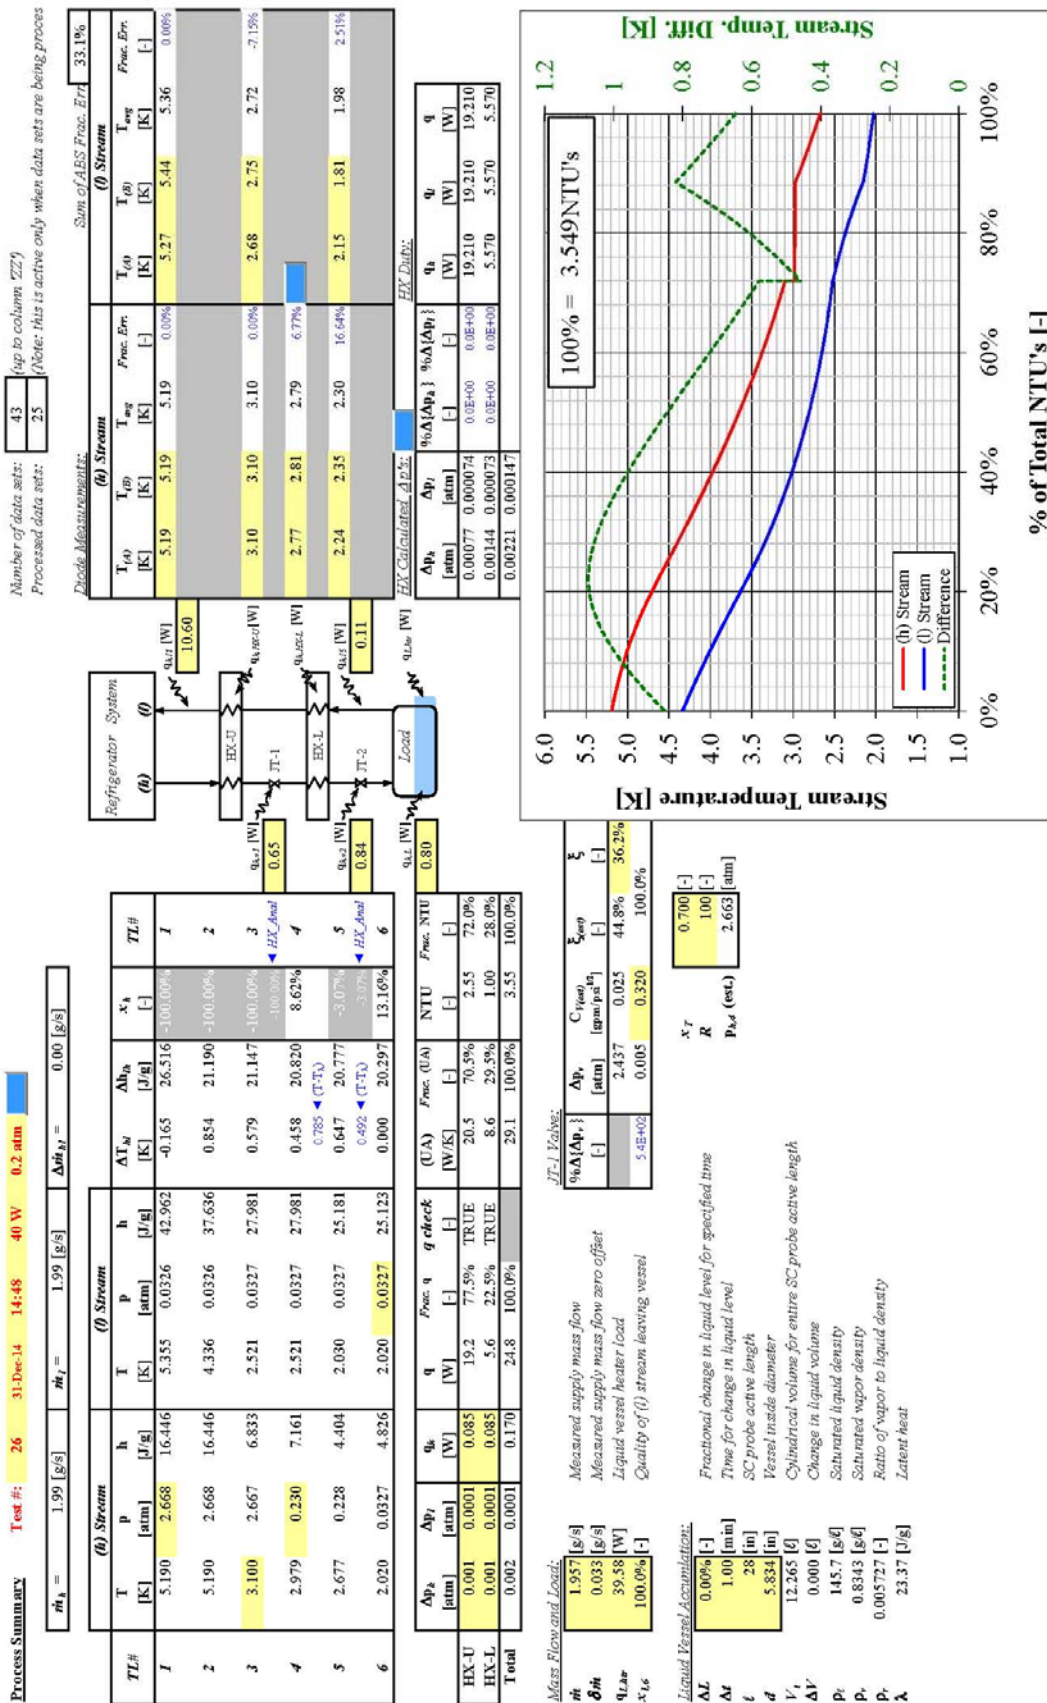 Process Summary Test #: 26 31-Dec-14 14:48 40 W 0.2 atm
ṁh = 1.99 [g/s] ṁl = 1.99 [g/s] Δṁhl = 0.00 [g/s]
(h) Stream (l) Stream
TL# T p h T p h ΔThl Δhlh xh TL#
[K] [atm] [J/g] [K] [atm] [J/g] [K] [J/g] [-]
1 5.190 2.668 16.446 5.355 0.0326 42.962 -0.165 26.516 -100.00% 1
2 5.190 2.668 16.446 4.336 0.0326 37.636 0.854 21.190 -100.00% 2
3 3.100 2.667 6.833 2.521 0.0327 27.981 0.579 21.147 -100.00% 3
-100.00% ◄ HX_Anal
4 2.979 0.230 7.161 2.521 0.0327 27.981 0.458 20.820 8.62% 4
0.785 ◄ (T-Tλ)
5 2.677 0.228 4.404 2.030 0.0327 25.181 0.647 20.777 -3.07% 5
0.492 ◄ (T-Tλ) -3.07% ◄ HX_Anal
6 2.020 0.0327 4.826 2.020 0.0327 25.123 0.000 20.297 13.16% 6
Δph Δpl qk q Frac. q q check (UA) Frac. (UA) NTU Frac. NTU
[atm] [atm] [W] [W] [-] [-] [W/K] [-] [-] [-]
HX-U 0.001 0.0001 0.085 19.2 77.5% TRUE 20.5 70.5% 2.55 72.0%
HX-L 0.001 0.0001 0.085 5.6 22.5% TRUE 8.6 29.5% 1.00 28.0%
Total 0.002 0.0001 0.170 24.8 100.0% 29.1 100.0% 3.55 100.0%
Mass Flow and Load:
ṁ 1.957 [g/s] Measured supply mass flow
δṁ 0.033 [g/s] Measured supply mass flow zero offset
qL,htr 39.58 [W] Liquid vessel heater load
xl,6 100.0% [-] Quality of (l) stream leaving vessel
Liquid Vessel Accumlation:
ΔL 0.00% [-] Fractional change in liquid level for specified time
Δt 1.00 [min] Time for change in liquid level
ℓ 28 [in] SC probe active length
d 5.834 [in] Vessel inside diameter
V1 12.265 [ℓ] Cylindrical volume for entire SC probe active length
ΔV 0.000 [ℓ] Change in liquid volume
ρℓ 145.7 [g/ℓ] Saturated liquid density
ρv 0.8343 [g/ℓ] Saturated vapor density
ρr 0.005727 [-] Ratio of vapor to liquid density
λ 23.37 [J/g] Latent heat
JT-1 Valve:
%Δ{Δpv} Δpv CV(est) ξx(est) ξ
[-] [atm] [gpm/psi^1/2] [-] [-]
2.437 0.025 44.8% 36.2%
5.4E+02 0.005 0.320 100.0%
xT 0.700 [-]
R 100 [-]
ph,4 (est.) 2.663 [atm]
Refrigerator System
(h) (l)
HX-U
JT-1
HX-L
JT-2
Load
qk,l1 [W] 10.60
qk,HX-U [W]
qk,HX-L [W]
qk,l5 [W] 0.11
qL,htr [W]
0.65
0.84
qk,L [W] 0.80
Number of data sets: 43 (up to column 'ZZ')
Processed data sets: 25 (Note: this is active only when data sets are being proces
Diode Measurements: Sum of ABS Frac. Err. 33.1%
(h) Stream (l) Stream
T(A) T(B) Tavg Frac. Err. T(A) T(B) Tavg Frac. Err.
[K] [K] [K] [-] [K] [K] [K] [-]
5.19 5.19 5.19 0.00% 5.27 5.44 5.36 0.00%
3.10 3.10 3.10 0.00% 2.68 2.75 2.72 -7.15%
2.77 2.81 2.79 6.77%
2.24 2.35 2.30 16.64% 2.15 1.81 1.98 2.51%
HX Calculated Δp's: HX Duty:
Δph Δpl %Δ{Δph} %Δ{Δpl} qh ql q
[atm] [atm] [-] [-] [W] [W] [W]
0.00077 0.000074 0.0E+00 0.0E+00 19.210 19.210 19.210
0.00144 0.000073 0.0E+00 0.0E+00 5.570 5.570 5.570
0.00221 0.000147
Stream Temperature [K]
6.0
5.5
5.0
4.5
4.0
3.5
3.0
2.5
2.0
1.5
1.0
100% = 3.549NTU's
(h) Stream
(l) Stream
Difference
Stream Temp. Diff. [K]
1.2
1
0.8
0.6
0.4
0.2
0
0% 20% 40% 60% 80% 100%
% of Total NTU's [-]